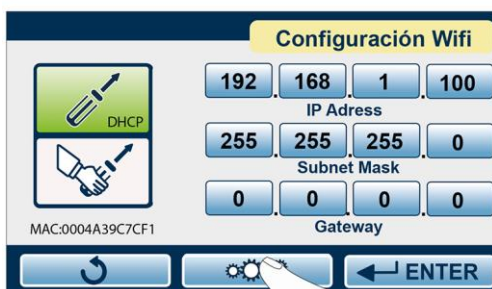 Configuración Wifi
192 . 168 . 1 . 100
IP Adress
DHCP
255 . 255 . 255 . 0
Subnet Mask
0 . 0 . 0 . 0
Gateway
MAC:0004A39C7CF1
ENTER